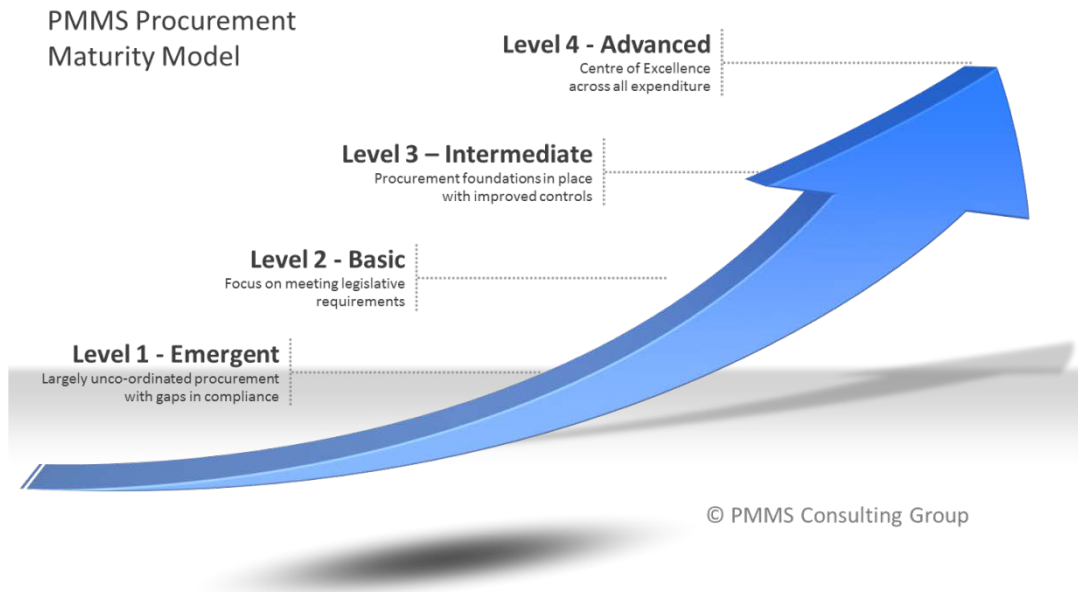 PMMS Procurement
Maturity Model
Level 4 - Advanced
Centre of Excellence
across all expenditure
Level 3 – Intermediate
Procurement foundations in place
with improved controls
Level 2 - Basic
Focus on meeting legislative
requirements
Level 1 - Emergent
Largely unco-ordinated procurement
with gaps in compliance
© PMMS Consulting Group